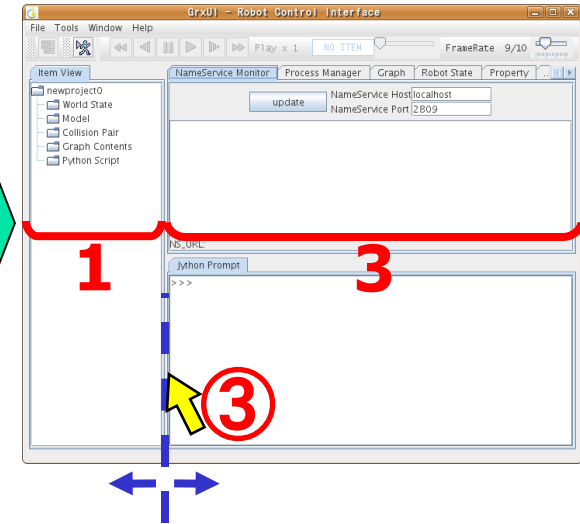 GrxUI - Robot Control Interface
File Tools Window Help
Play x 1 NO ITEM FrameRate 9/10
Item View
NameService Monitor Process Manager Graph Robot State Property ..
newproject0
World State
Model
Collision Pair
Graph Contents
Python Script
update
NameService Host localhost
NameService Port 2809
NS_URL:
1
3
Jython Prompt
>>>
③